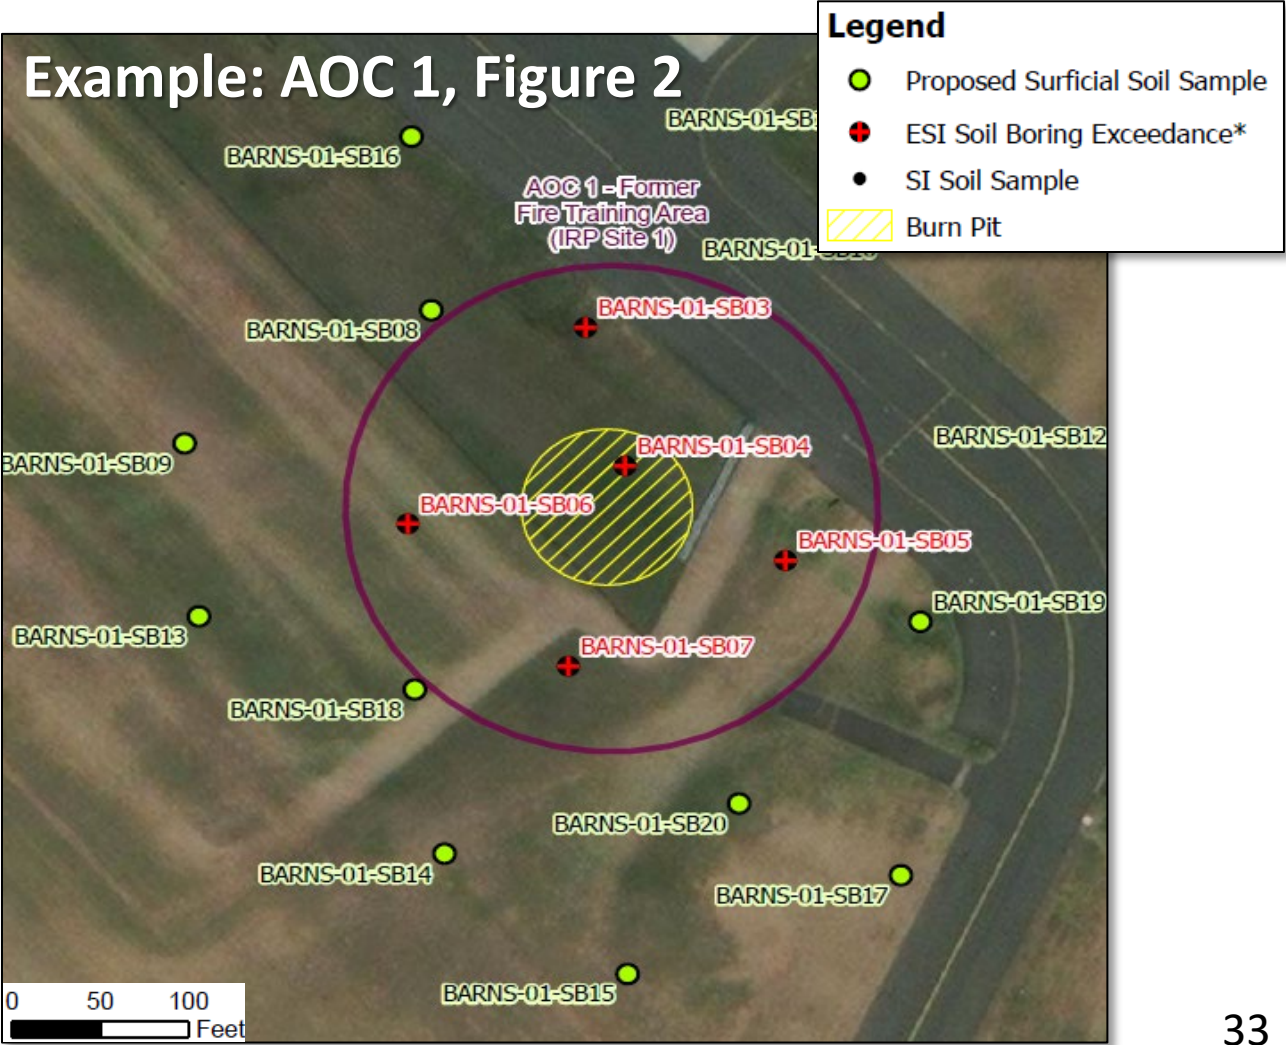 Legend
Proposed Surficial Soil Sample
ESI Soil Boring Exceedance*
SI Soil Sample
Burn Pit
Example: AOC 1, Figure 2
BARNS-01-SB16
AOC 1 - Former
Fire Training Area
(IRP Site 1)
BARNS-01-SB03
BARNS-01-SB08
BARNS-01-SB12
BARNS-01-SB04
BARNS-01-SB09
BARNS-01-SB06
BARNS-01-SB05
BARNS-01-SB19
BARNS-01-SB13
BARNS-01-SB07
BARNS-01-SB18
BARNS-01-SB20
BARNS-01-SB14
BARNS-01-SB17
BARNS-01-SB15
0 50 100
Feet
33